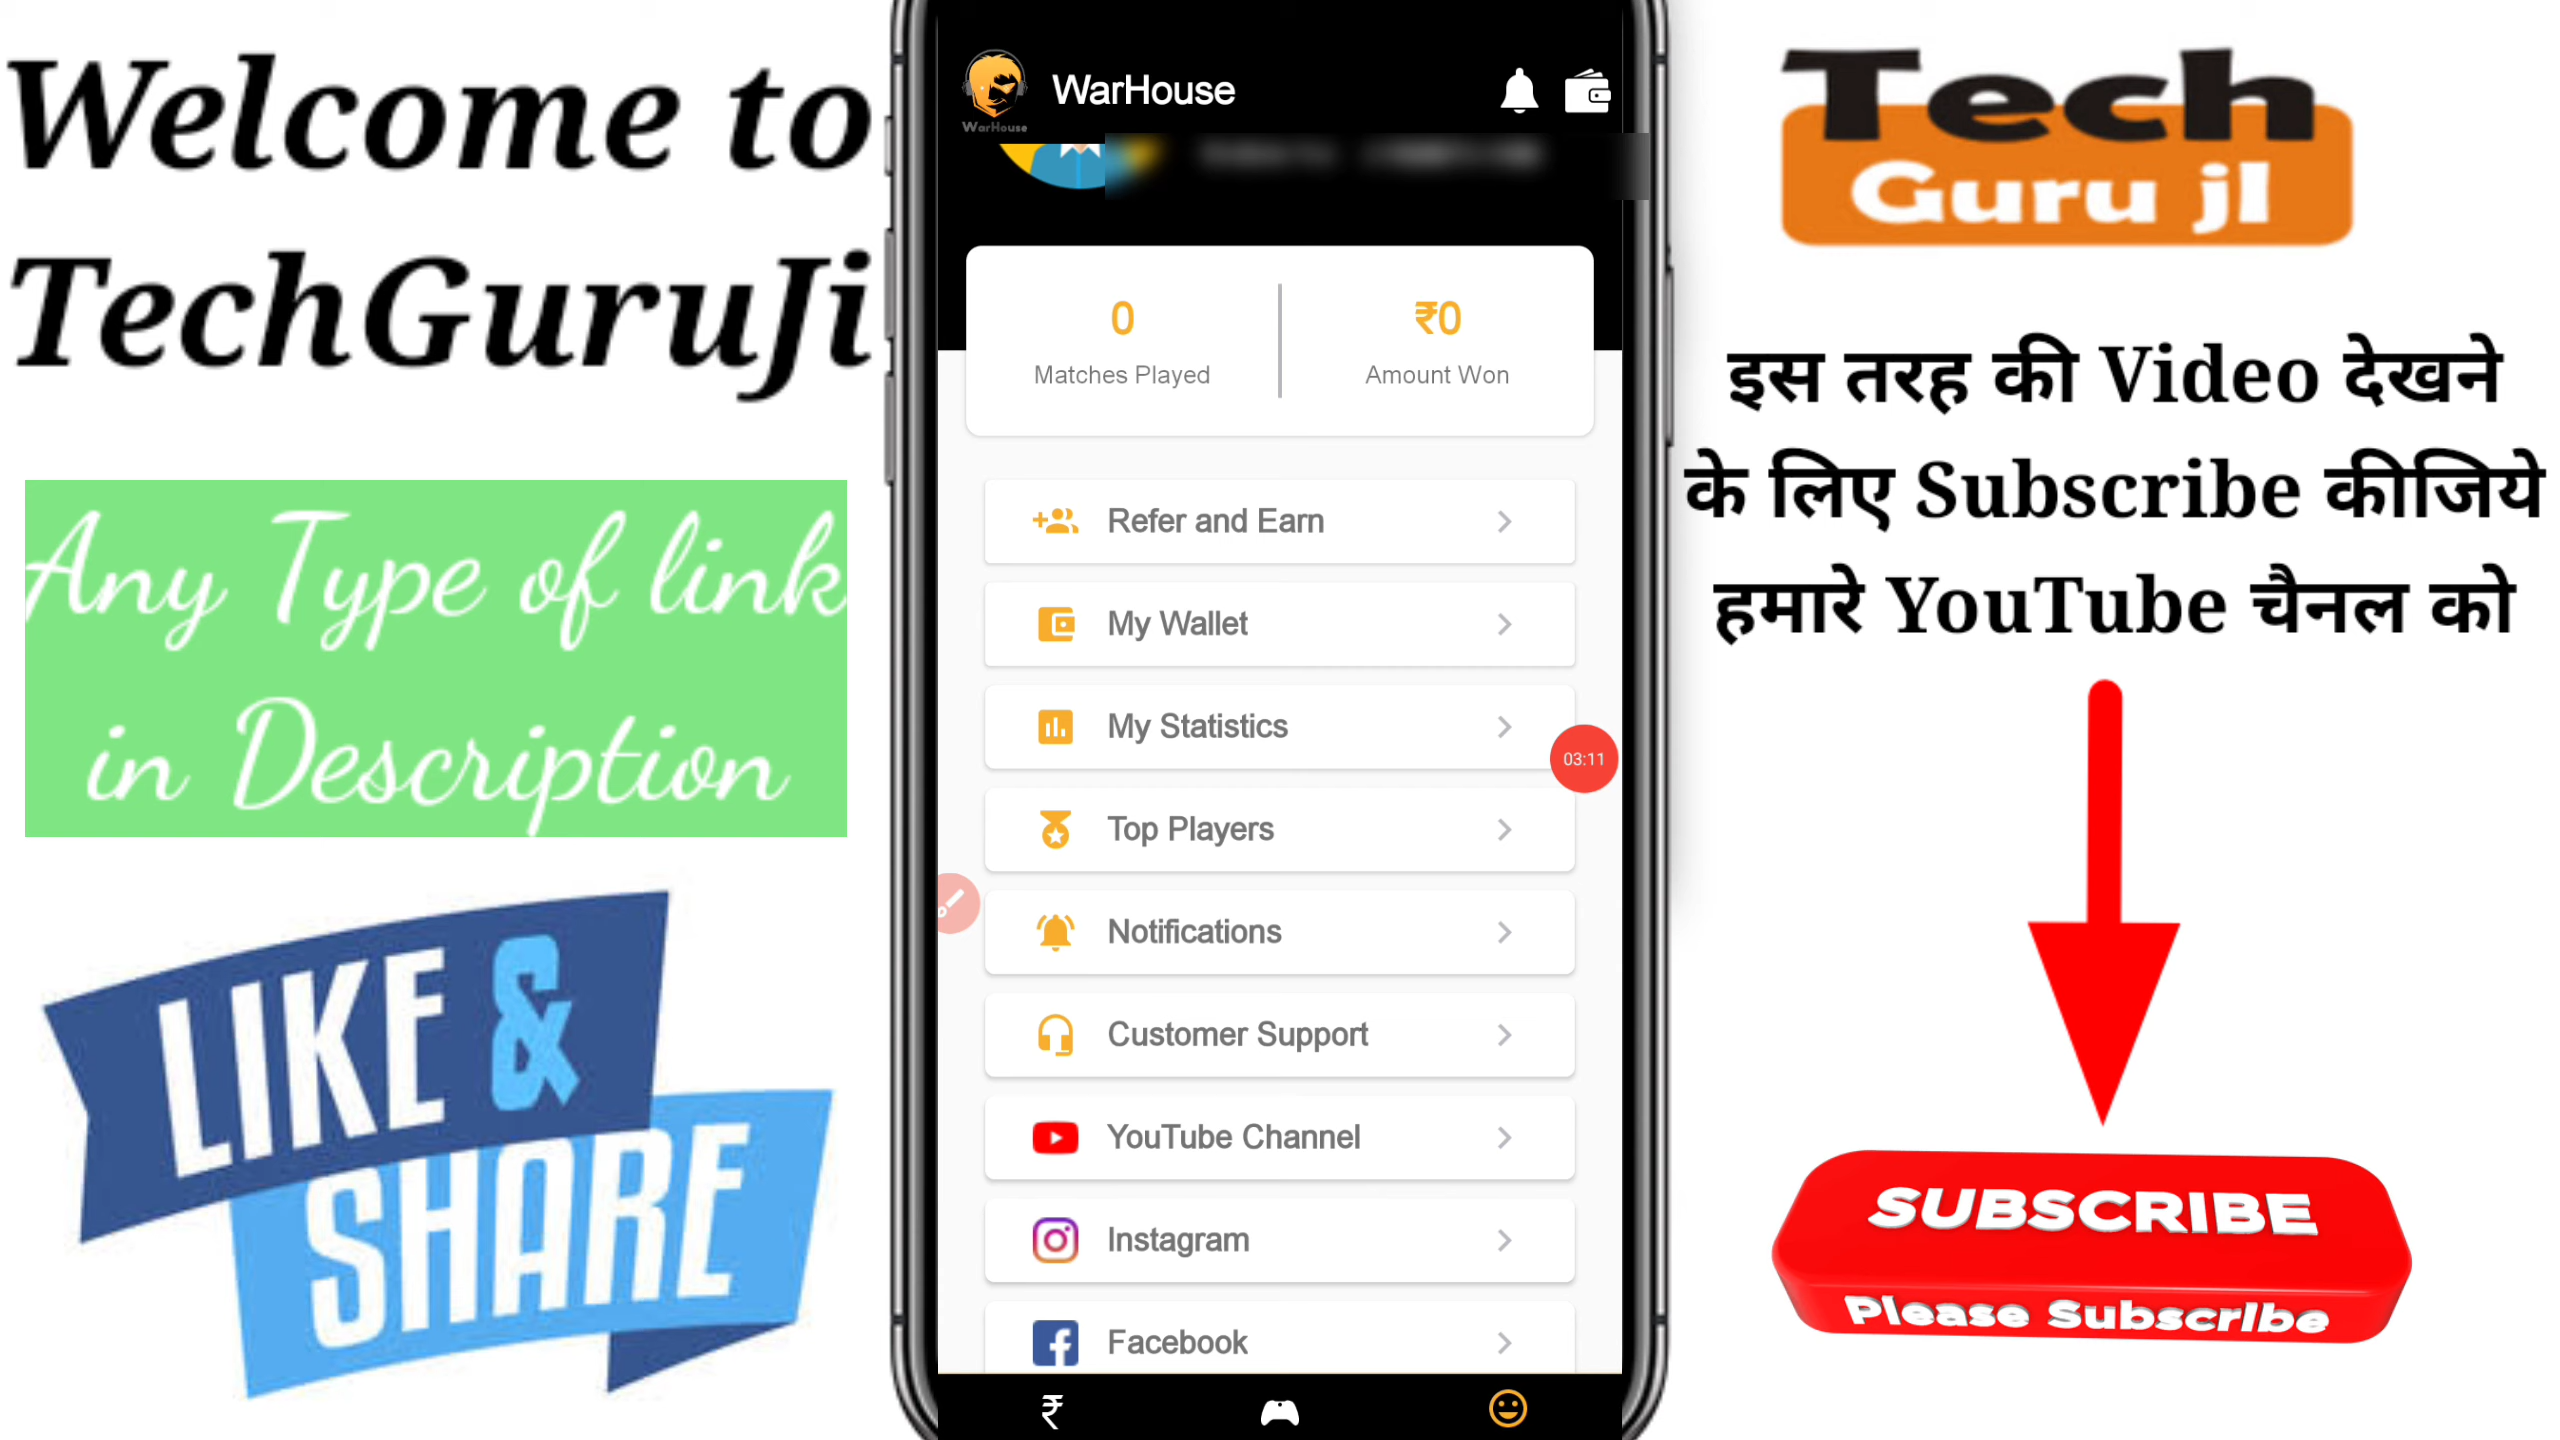 Welcome to
TechGuruJi
Any Type of link
in Description
LIKE &
SHARE
WarHouse
WarHouse
0
Matches Played
₹0
Amount Won
Refer and Earn
My Wallet
My Statistics
03:11
Top Players
Notifications
Customer Support
YouTube Channel
Instagram
Facebook
₹
Tech
Guru jI
इस तरह की Video देखने
के लिए Subscribe कीजिये
हमारे YouTube चैनल को
SUBSCRIBE
Please Subscribe